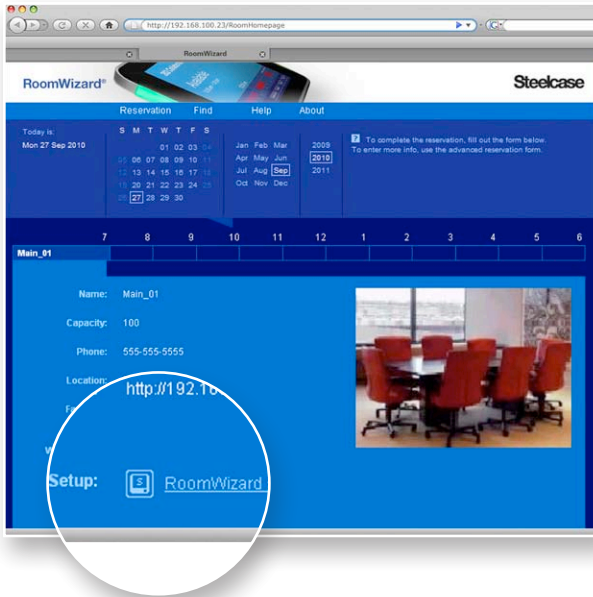 http://192.168.100.23/RoomHomepage
RoomWizard
RoomWizard®
Steelcase
Reservation Find Help About
Today is:
Mon 27 Sep 2010
S M T W T F S
01 02 03 04
05 06 07 08 09 10 11
12 13 14 15 16 17 18
19 20 21 22 23 24 25
26 27 28 29 30
Jan Feb Mar
Apr May Jun
Jul Aug Sep
Oct Nov Dec
2009
2010
2011
? To complete the reservation, fill out the form below.
To enter more info, use the advanced reservation form.
7 8 9 10 11 12 1 2 3 4 5 6
Main_01
Name: Main_01
Capacity: 100
Phone: 555-555-5555
Location:
http://192.16
Setup: S RoomWizard